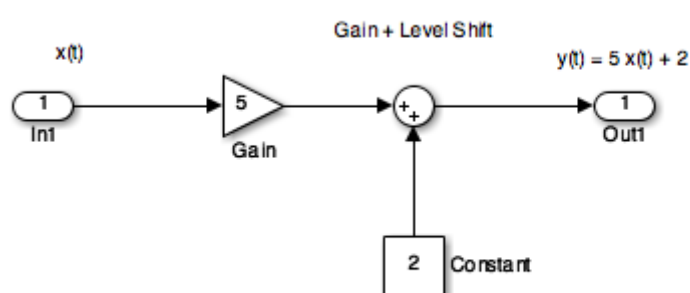 Gain + Level Shift
x(t)
y(t) = 5 x(t) + 2
1
5
+
+
1
In1
Out1
Gain
2
Constant